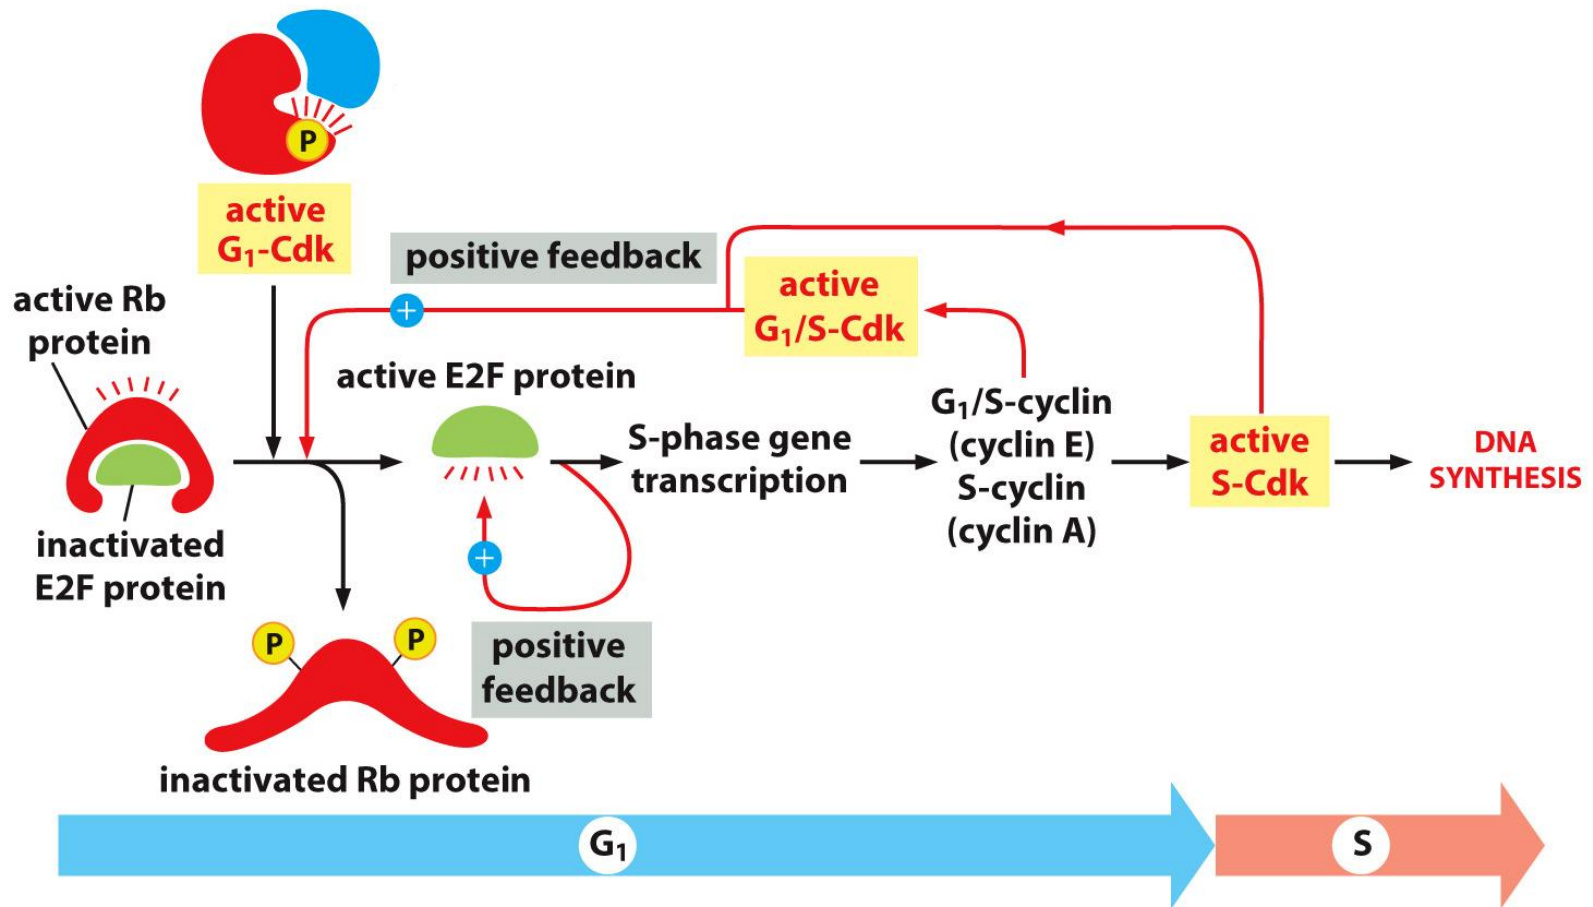 P
active
G₁-Cdk
positive feedback
+
active
G₁/S-Cdk
active Rb
protein
active E2F protein
inactivated
E2F protein
S-phase gene
transcription
G₁/S-cyclin
(cyclin E)
S-cyclin
(cyclin A)
active
S-Cdk
DNA
SYNTHESIS
+
positive
feedback
P
P
inactivated Rb protein
G₁
S